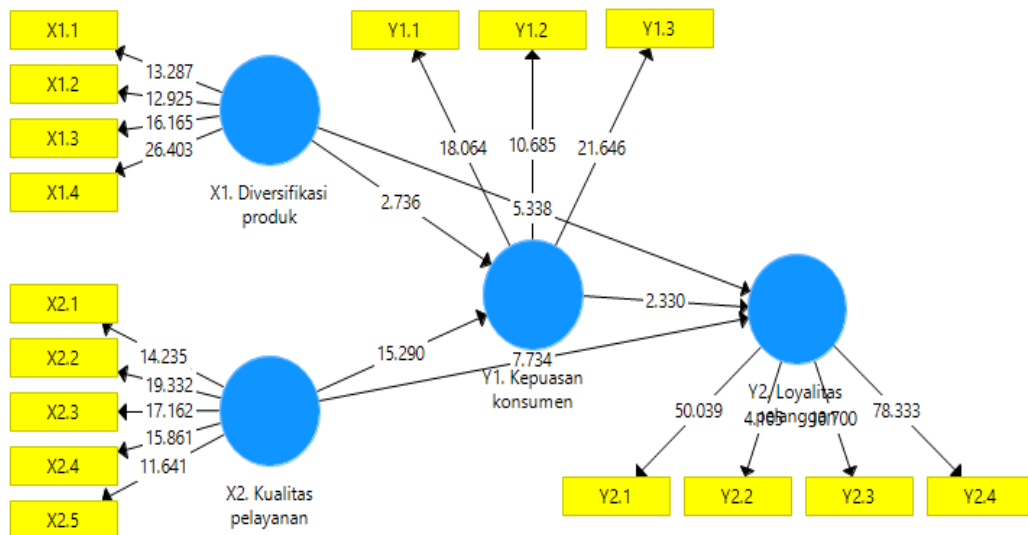 X1.1
X1.2
X1.3
X1.4
13.287
12.925
16.165
26.403
X1. Diversifikasi
produk
Y1.1
Y1.2
Y1.3
18.064
10.685
21.646
2.736
5.338
X2.1
X2.2
X2.3
X2.4
X2.5
14.235
19.332
17.162
15.861
11.641
X2. Kualitas
pelayanan
15.290
7.734
2.330
Y1. Kepuasan
konsumen
Y2. Loyalitas
pelanggan
50.039
78.333
Y2.1
Y2.2
Y2.3
Y2.4